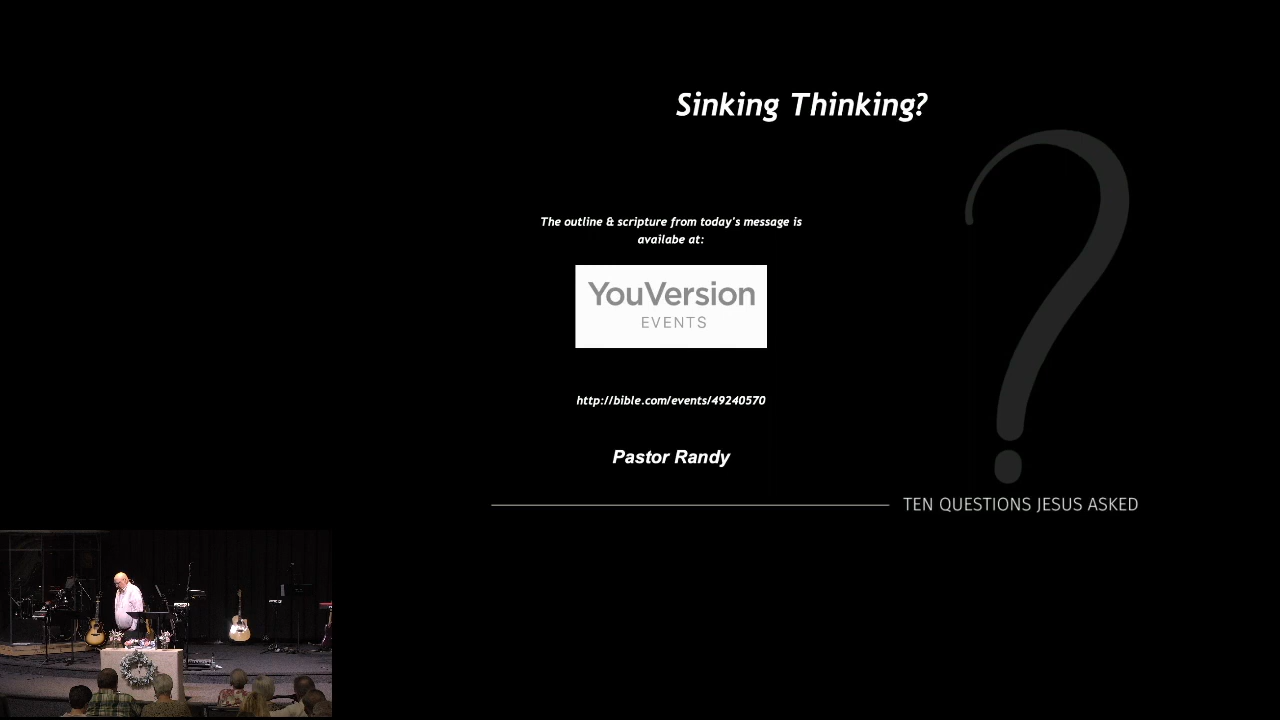 Sinking Thinking?
The outline & scripture from today's message is
availabe at:
YouVersion
EVENTS
http://bible.com/events/49240570
Pastor Randy
TEN QUESTIONS JESUS ASKED